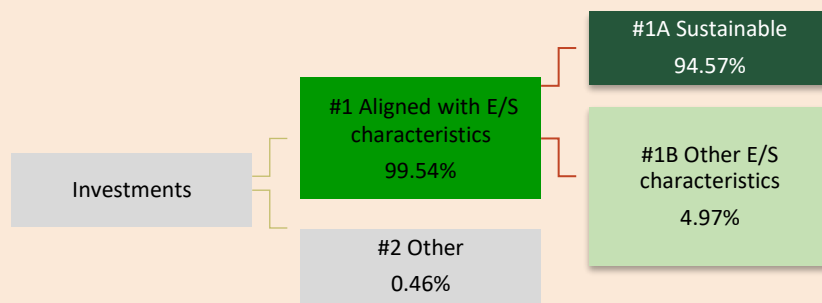 #1A Sustainable
94.57%
#1 Aligned with E/S
characteristics
99.54%
#1B Other E/S
characteristics
4.97%
Investments
#2 Other
0.46%